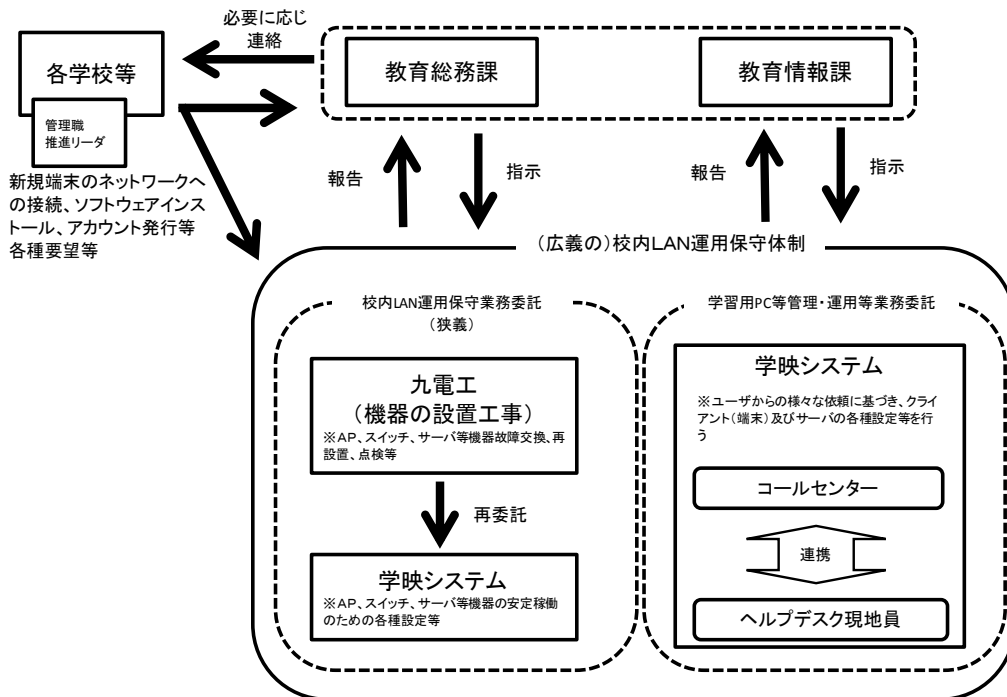 必要に応じ
連絡
各学校等
管理職
推進リーダ
教育総務課
教育情報課
新規端末のネットワークへ
の接続、ソフトウェアインス
トール、アカウント発行等
各種要望等
報告
指示
報告
指示
（広義の）校内LAN運用保守体制
校内LAN運用保守業務委託
（狭義）
九電工
（機器の設置工事）
※AP、スイッチ、サーバ等機器故障交換、再
設置、点検等
再委託
学映システム
※AP、スイッチ、サーバ等機器の安定稼働
のための各種設定等
学習用PC等管理・運用等業務委託
学映システム
※ユーザからの様々な依頼に基づき、クライ
アント（端末）及びサーバの各種設定等を行
う
コールセンター
連携
ヘルプデスク現地員